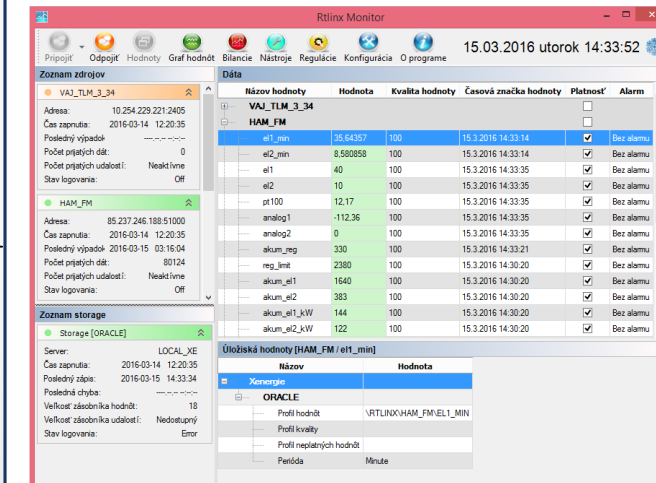 Rtlinx Monitor
Pripojiť Odpojiť Hodnoty Graf hodnôt Bilancie Nástroje Regulácie Konfigurácia O programe 15.03.2016 utorok 14:33:52
Zoznam zdrojov
VAJ_TLM_3_34
Adresa: 10.254.229.221:2405
Čas zapnutia: 2016-03-14 12:20:35
Posledný výpadok ----.--.-- --:--:--
Počet prijatých dát: 0
Počet prijatých udalostí: Neaktívne
Stav logovania: Off
HAM_FM
Adresa: 85.237.246.188:51000
Čas zapnutia: 2016-03-14 12:20:35
Posledný výpadok 2016-03-15 03:16:04
Počet prijatých dát: 80124
Počet prijatých udalostí: Neaktívne
Stav logovania: Off
Zoznam storage
Storage [ORACLE]
Server: LOCAL_XE
Čas zapnutia: 2016-03-14 12:20:35
Posledný zápis: 2016-03-15 14:33:34
Posledná chyba: ----.--.-- --:--:--
Veľkosť zásobníka hodnôt: 18
Veľkosť zásobníka udalostí: Nedostupný
Stav logovania: Error
Dáta
Názov hodnoty Hodnota Kvalita hodnoty Časová značka hodnoty Platnosť Alarm
VAJ_TLM_3_34
HAM_FM
el1_min 35,64357 100 15.3.2016 14:33:14 Bez alarmu
el2_min 8,580858 100 15.3.2016 14:33:14 Bez alarmu
el1 40 100 15.3.2016 14:33:35 Bez alarmu
el2 10 100 15.3.2016 14:33:35 Bez alarmu
pt100 12,17 100 15.3.2016 14:33:35 Bez alarmu
analog1 -112,36 100 15.3.2016 14:33:35 Bez alarmu
analog2 0 100 15.3.2016 14:33:35 Bez alarmu
akum_reg 330 100 15.3.2016 14:33:21 Bez alarmu
reg_limit 2380 100 15.3.2016 14:30:20 Bez alarmu
akum_el1 1640 100 15.3.2016 14:30:20 Bez alarmu
akum_el2 383 100 15.3.2016 14:30:20 Bez alarmu
akum_el1_kW 144 100 15.3.2016 14:30:20 Bez alarmu
akum_el2_kW 122 100 15.3.2016 14:30:20 Bez alarmu
Úložiská hodnoty [HAM_FM / el1_min]
Názov Hodnota
Xenergie
ORACLE
Profil hodnôt \RTLINX\HAM_FM\EL1_MIN
Profil kvality
Profil neplatných hodnôt
Perióda Minute